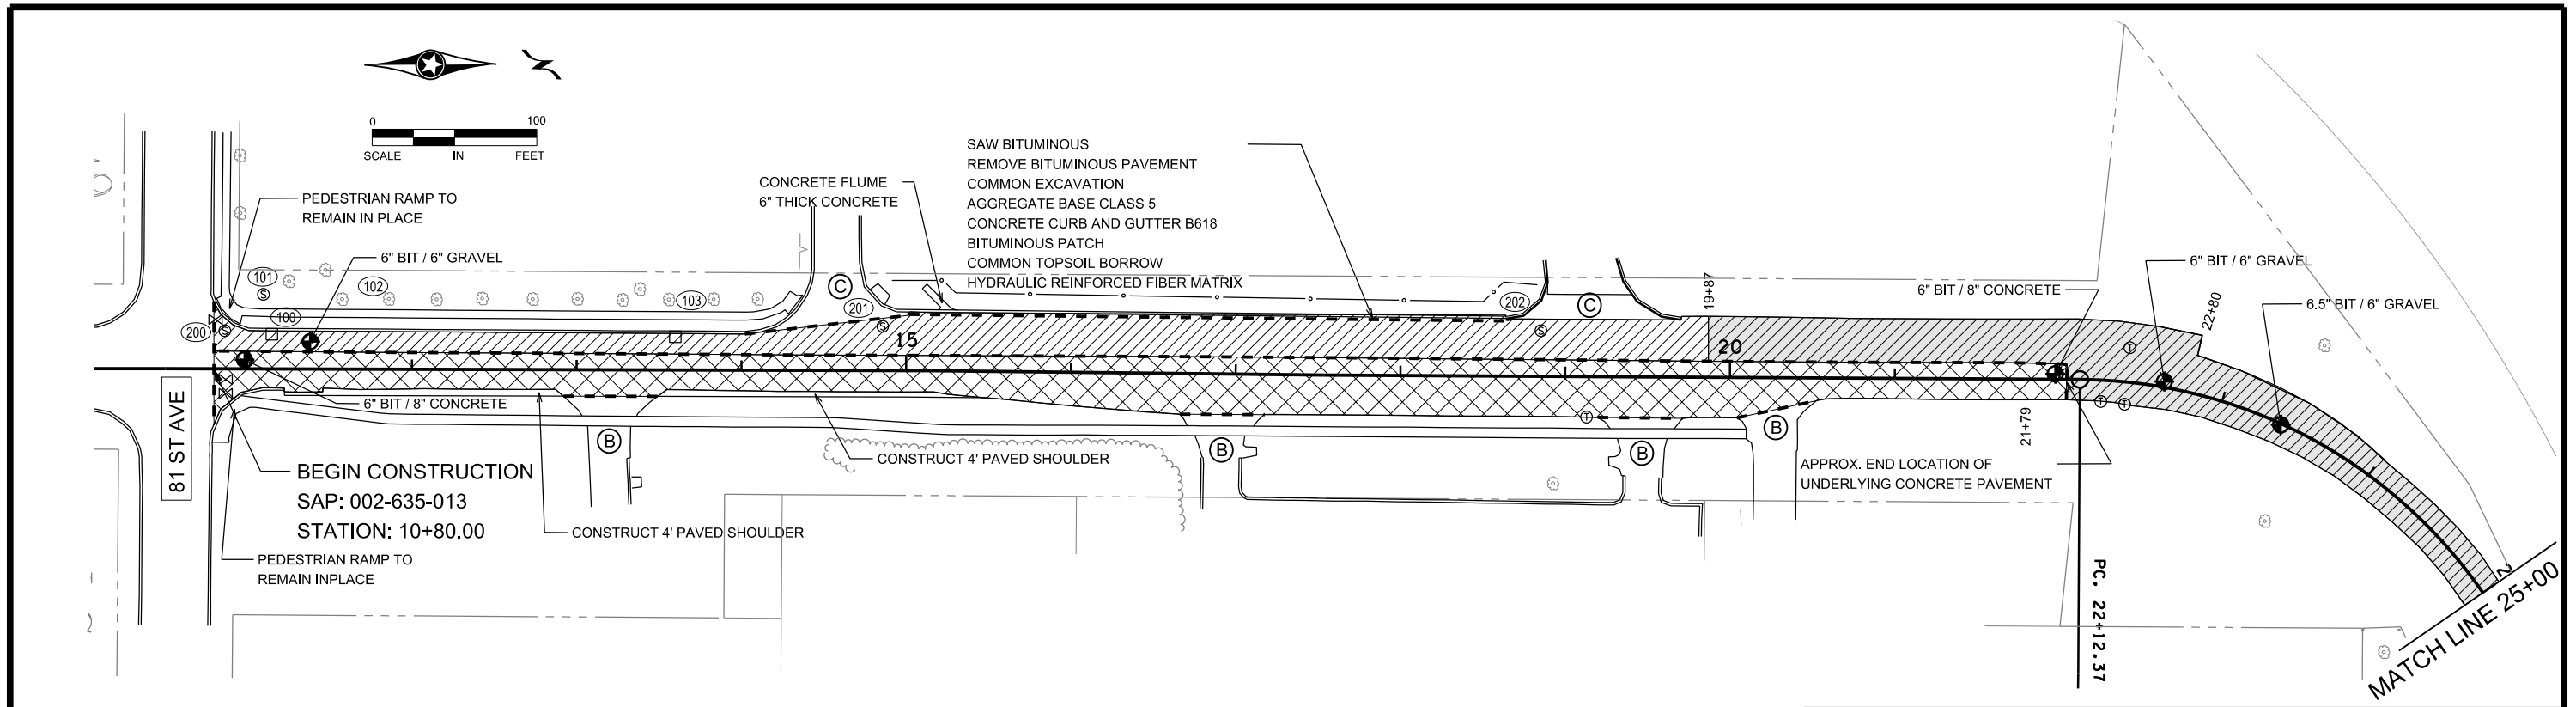 0 100
SCALE IN FEET
PEDESTRIAN RAMP TO
REMAIN IN PLACE
6" BIT / 6" GRAVEL
101
102
103
100
200
S
S
CONCRETE FLUME
6" THICK CONCRETE
SAW BITUMINOUS
REMOVE BITUMINOUS PAVEMENT
COMMON EXCAVATION
AGGREGATE BASE CLASS 5
CONCRETE CURB AND GUTTER B618
BITUMINOUS PATCH
COMMON TOPSOIL BORROW
HYDRAULIC REINFORCED FIBER MATRIX
C
201
S
202
C
S
19+87
6" BIT / 8" CONCRETE
6" BIT / 6" GRAVEL
6.5" BIT / 6" GRAVEL
22+80
15
20
T
T
T
T
6" BIT / 8" CONCRETE
81 ST AVE
BEGIN CONSTRUCTION
SAP: 002-635-013
STATION: 10+80.00
PEDESTRIAN RAMP TO
REMAIN INPLACE
B
CONSTRUCT 4' PAVED SHOULDER
CONSTRUCT 4' PAVED SHOULDER
B
B
B
21+79
APPROX. END LOCATION OF
UNDERLYING CONCRETE PAVEMENT
PC. 22+12.37
MATCH LINE 25+00